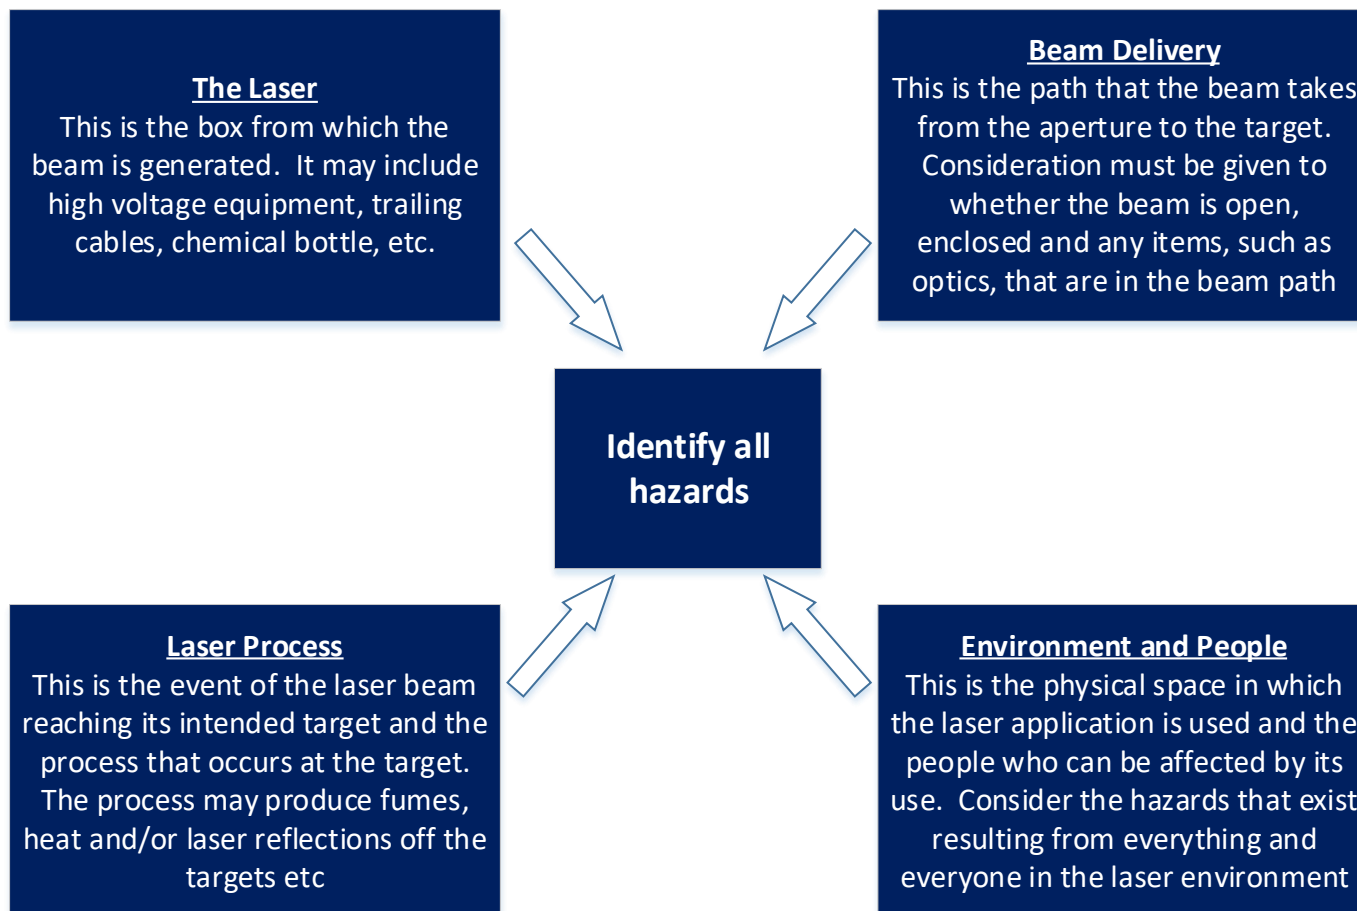 The Laser
This is the box from which the
beam is generated.  It may include
high voltage equipment, trailing
cables, chemical bottle, etc.
Beam Delivery
This is the path that the beam takes
from the aperture to the target.
Consideration must be given to
whether the beam is open,
enclosed and any items, such as
optics, that are in the beam path
Identify all
hazards
Laser Process
This is the event of the laser beam
reaching its intended target and the
process that occurs at the target.
The process may produce fumes,
heat and/or laser reflections off the
targets etc
Environment and People
This is the physical space in which
the laser application is used and the
people who can be affected by its
use.  Consider the hazards that exist
resulting from everything and
everyone in the laser environment